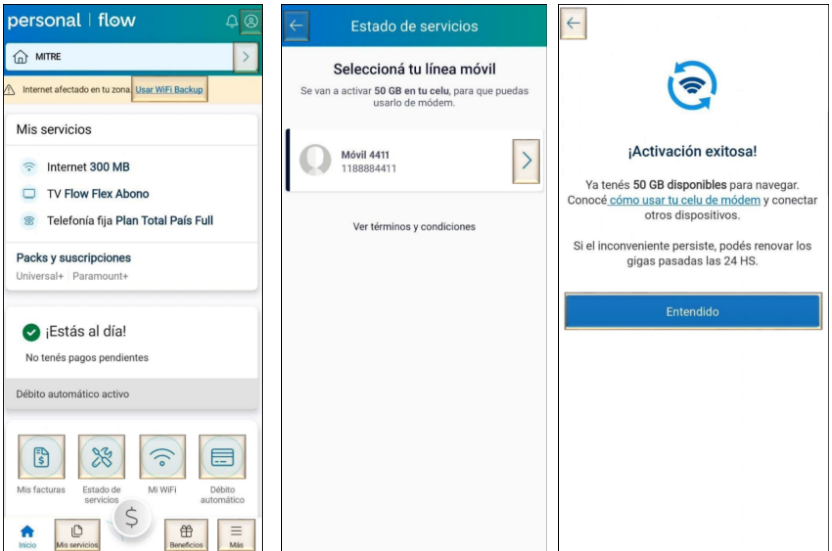 personal | flow
MITRE
Internet afectado en tu zona. Usar WiFi Backup
Mis servicios
Internet 300 MB
TV Flow Flex Abono
Telefonía fija Plan Total País Full
Packs y suscripciones
Universal+ | Paramount+
¡Estás al día!
No tenés pagos pendientes
Débito automático activo
Mis facturas
Estado de
servicios
Mi WiFi
Débito
automático
$
Inicio
Mis servicios
Beneficios
Más
Estado de servicios
Seleccioná tu línea móvil
Se van a activar 50 GB en tu celu, para que puedas
usarlo de módem.
Móvil 4411
1188884411
Ver términos y condiciones
¡Activación exitosa!
Ya tenés 50 GB disponibles para navegar.
Conocé cómo usar tu celu de módem y conectar
otros dispositivos.
Si el inconveniente persiste, podés renovar los
gigas pasadas las 24 HS.
Entendido